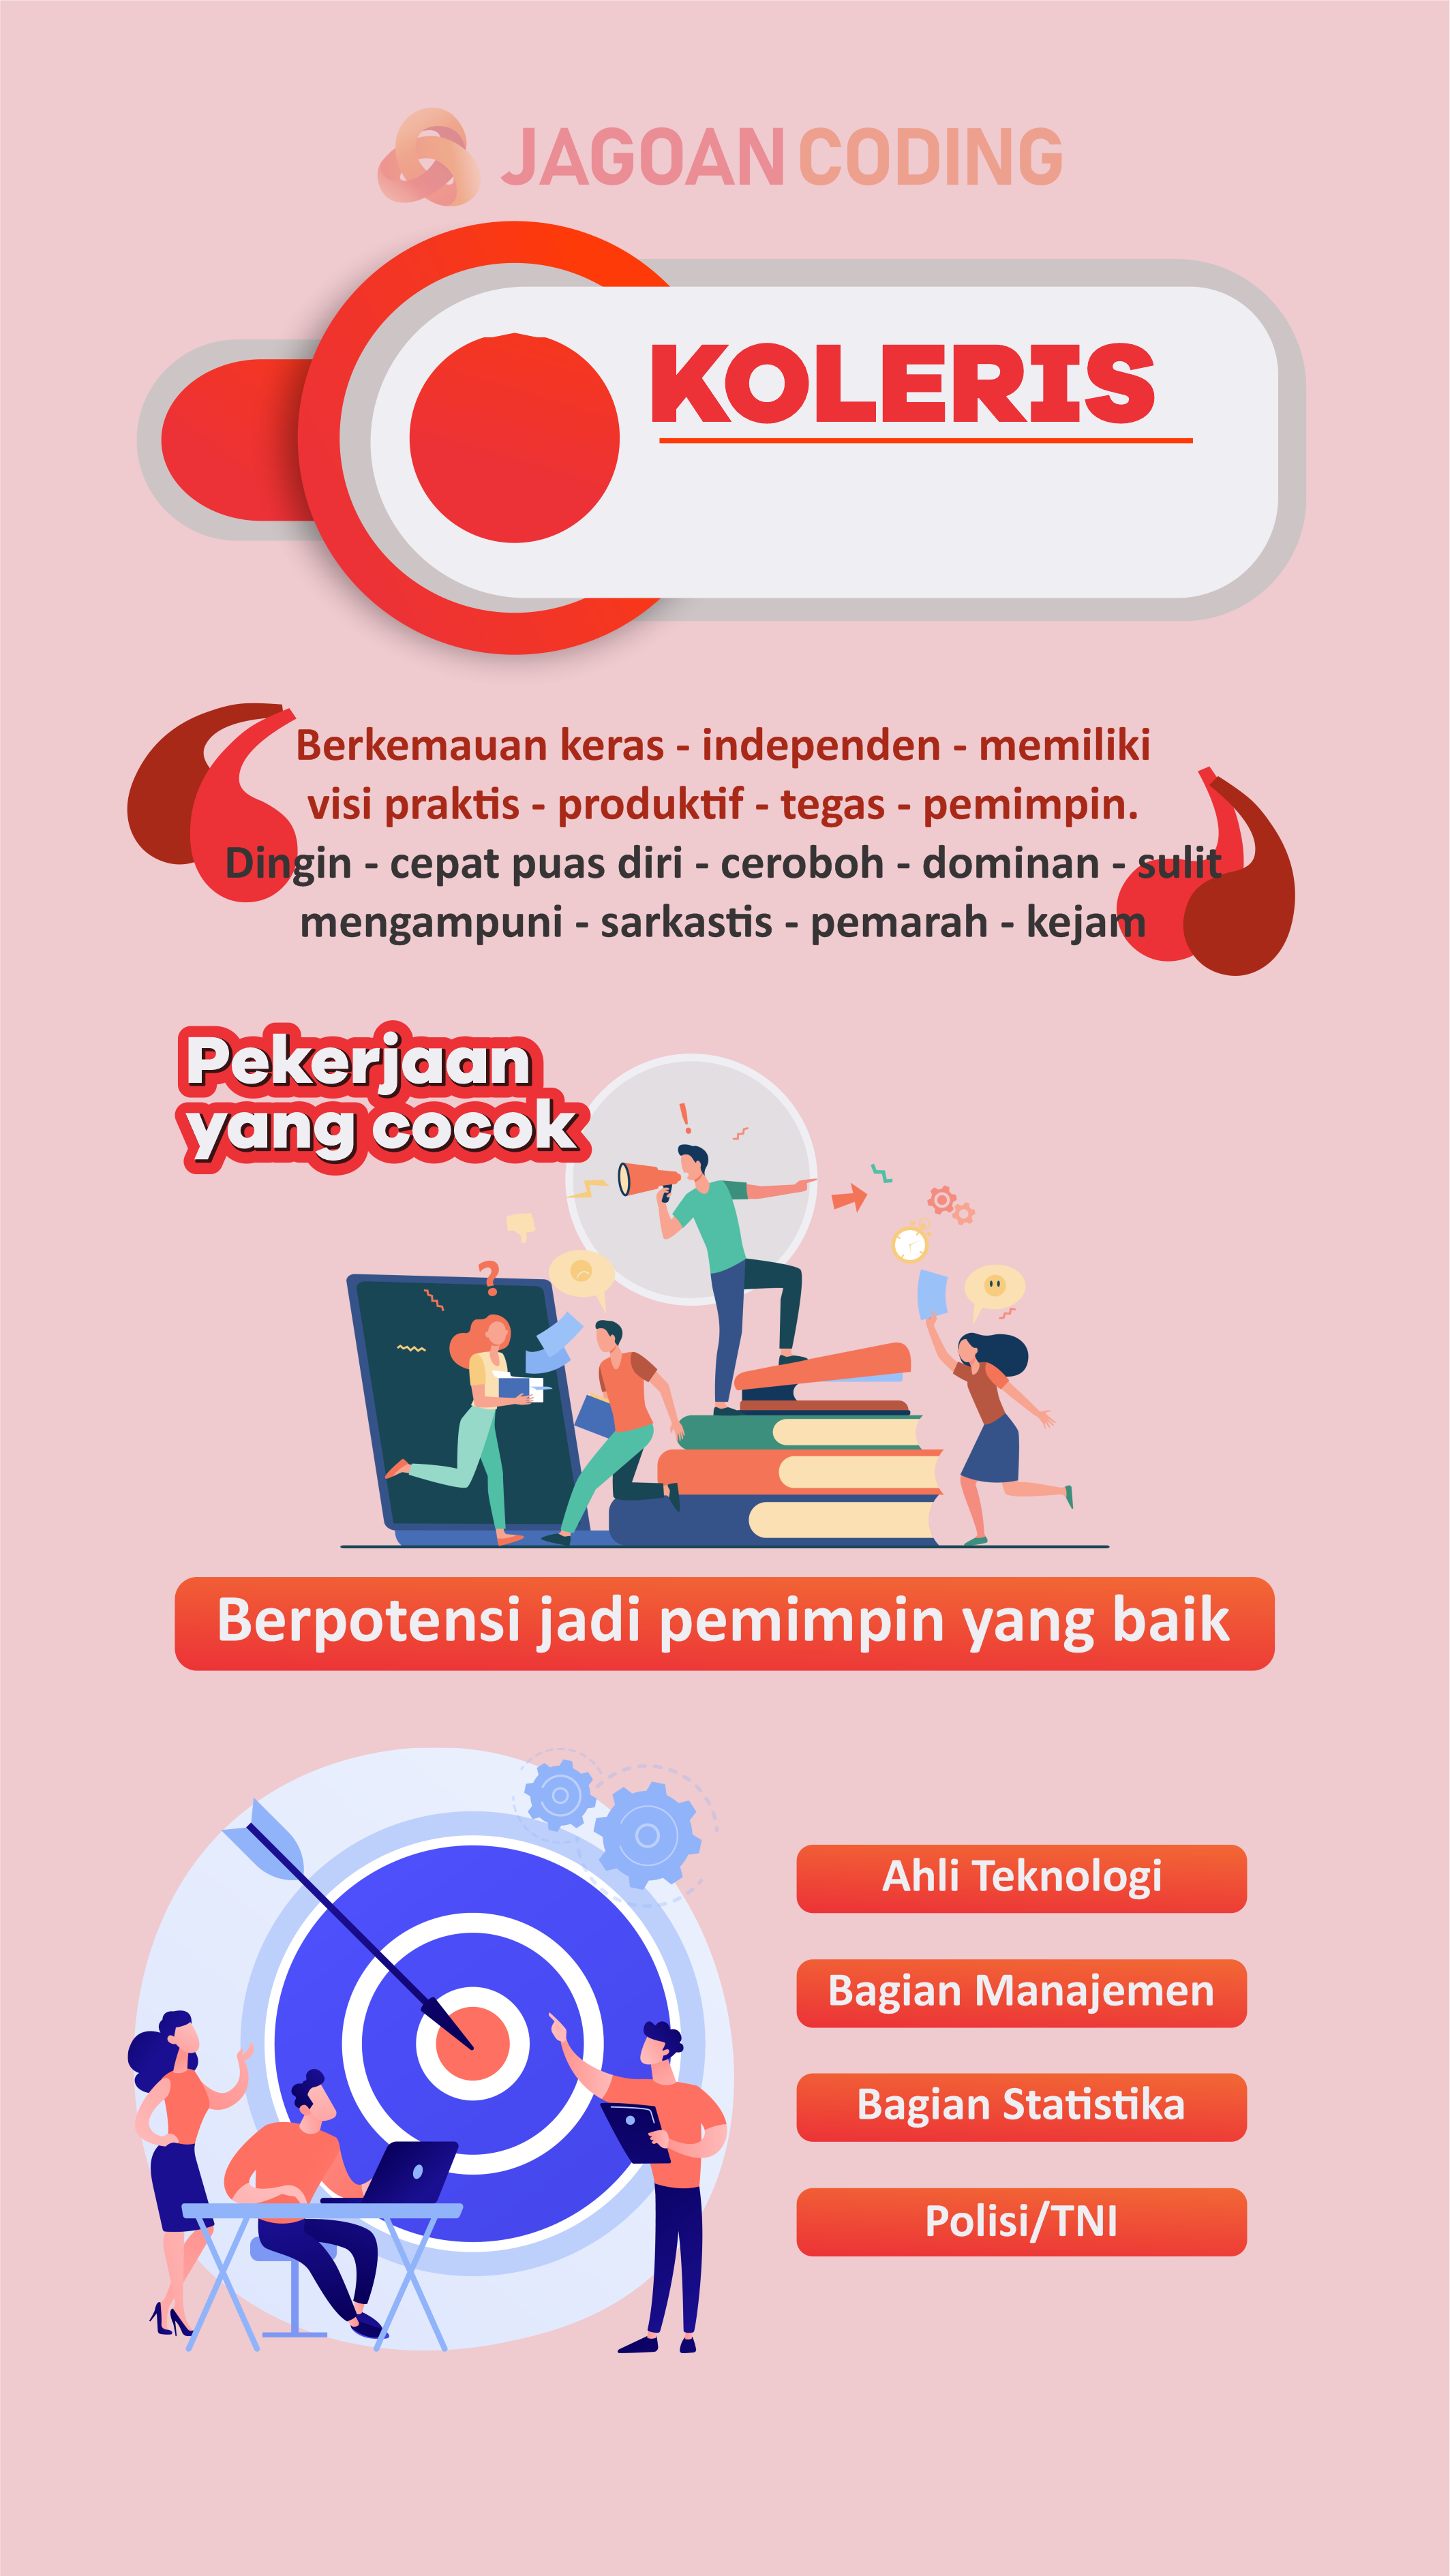 JAGOAN CODING
KOLERIS
Berkemauan keras - independen - memiliki
visi praktis - produktif - tegas - pemimpin.
Dingin - cepat puas diri - ceroboh - dominan - sulit
mengampuni - sarkastis - pemarah - kejam
Pekerjaan
yang cocok
!
?
Berpotensi jadi pemimpin yang baik
Ahli Teknologi
Bagian Manajemen
Bagian Statistika
Polisi/TNI